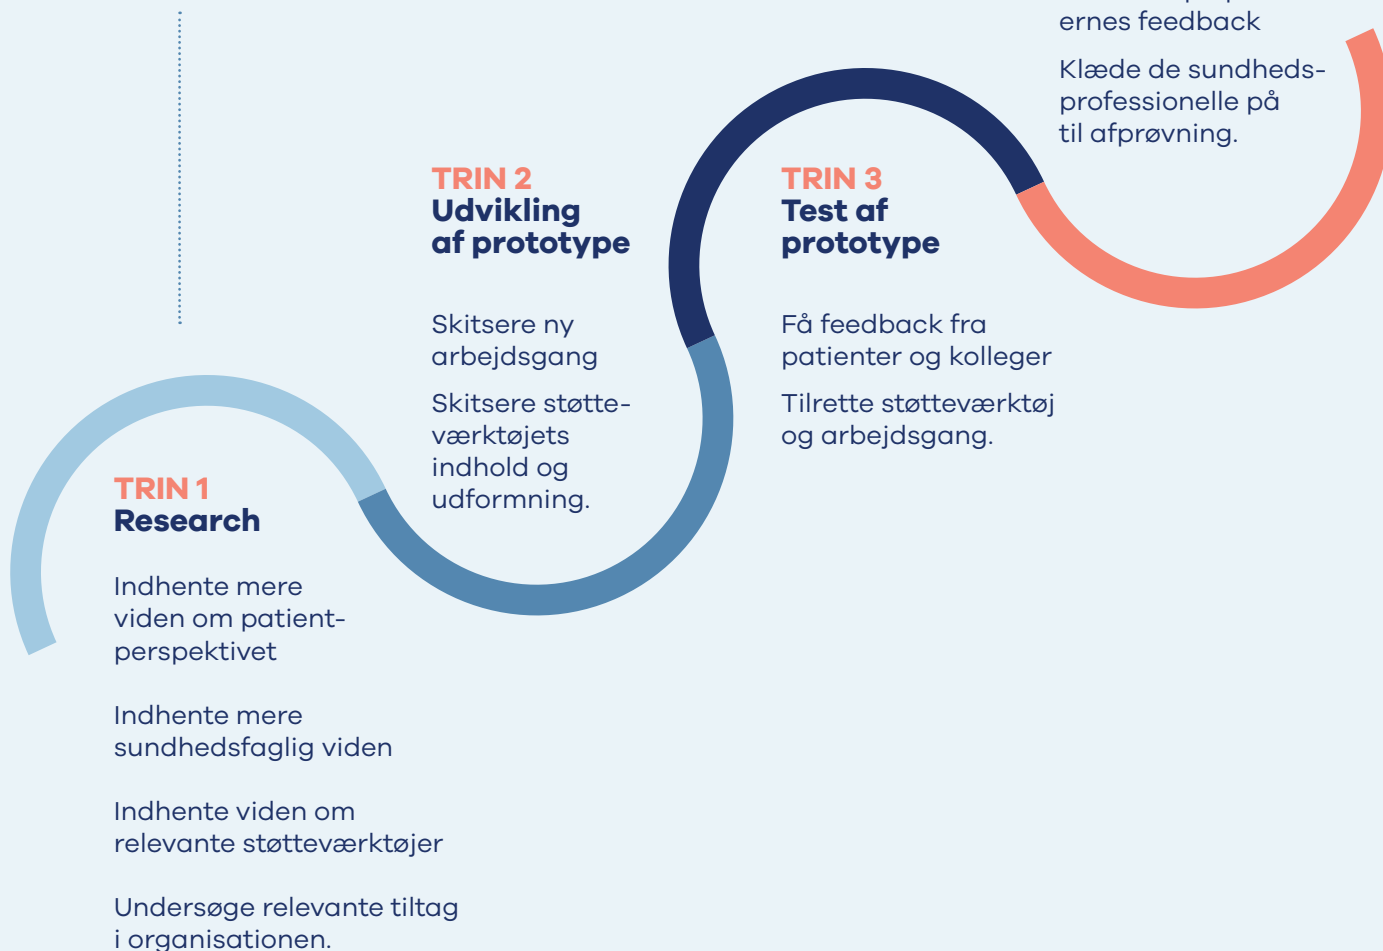 TRIN 1
Research
Indhente mere
viden om patient-
perspektivet
Indhente mere
sundhedsfaglig viden
Indhente viden om
relevante støtteværktøjer
Undersøge relevante tiltag
i organisationen.
TRIN 2
Udvikling
af prototype
Skitsere ny
arbejdsgang
Skitsere støtte-
værktøjets
indhold og
udformning.
TRIN 3
Test af
prototype
Få feedback fra
patienter og kolleger
Tilrette støtteværktøj
og arbejdsgang.
ernes feedback
Klæde de sundheds-
professionelle på
til afprøvning.